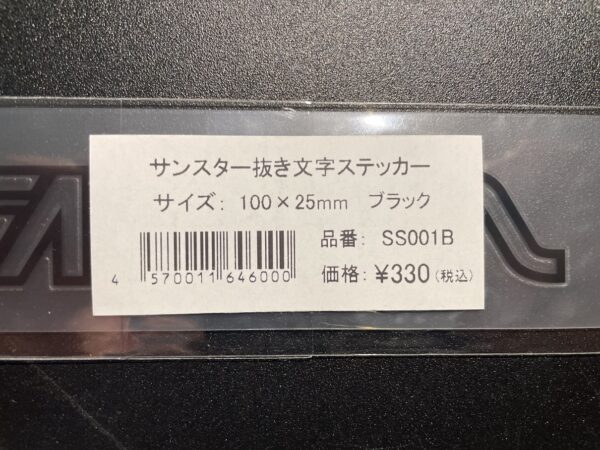 サンスター抜き文字ステッカー
サイズ: 100×25mm ブラック
品番: SS001B
価格: ¥330(税込)
4 570011 646000